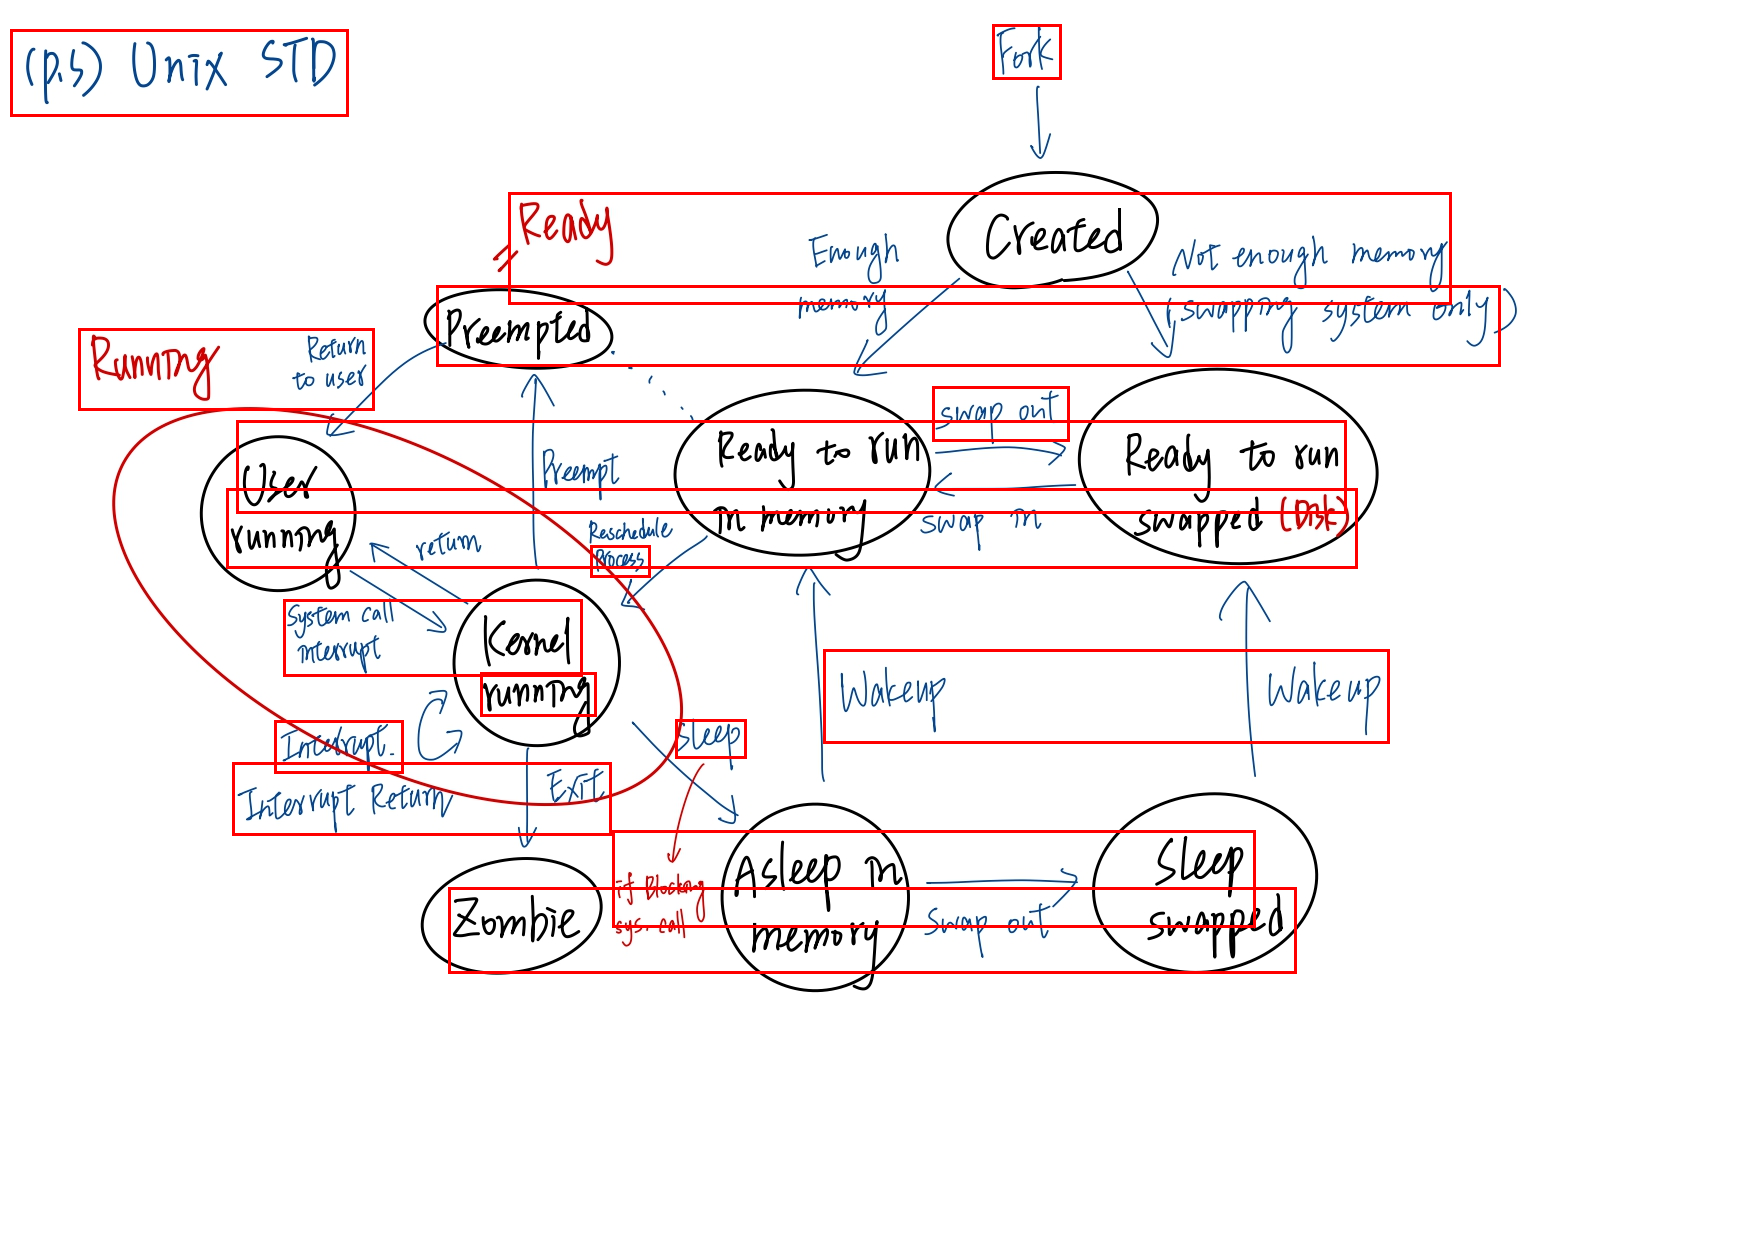 (p.s) Unix STD
Fork
Created
Ready
Enough
memory
Not enough memory
(swapping system only)
Preempted
Running
Return
to user
swap out
User
running
Preempt
Ready to run
in memory
Ready to run
swapped (Disk)
swap in
return
Reschedule
Process
System call
interrupt
Kernel
running
Wakeup
Wakeup
Interrupt.
Interrupt Return
Sleep
Exit
Zombie
if Blocking
sys. call
Asleep in
memory
Swap out
Sleep
swapped